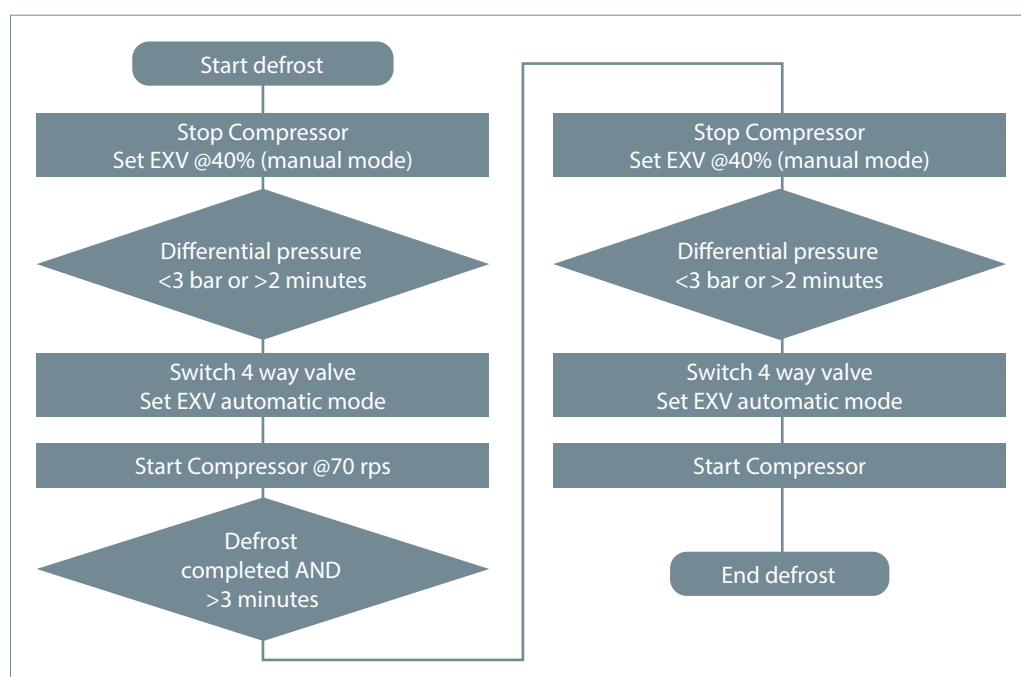 Start defrost
Stop Compressor
Set EXV @40% (manual mode)
Differential pressure
<3 bar or >2 minutes
Switch 4 way valve
Set EXV automatic mode
Start Compressor @70 rps
Defrost
completed AND
>3 minutes
Stop Compressor
Set EXV @40% (manual mode)
Differential pressure
<3 bar or >2 minutes
Switch 4 way valve
Set EXV automatic mode
Start Compressor
End defrost